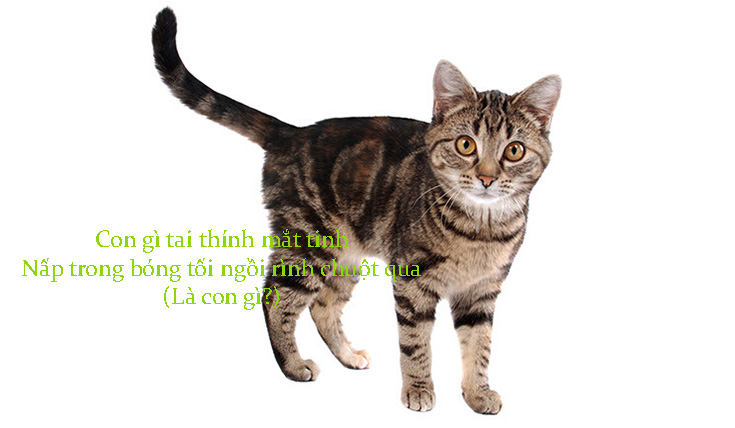 Con gì tai thính mắt tinh
Nấp trong bóng tối ngồi rình chuột qua
(Là con gì?)